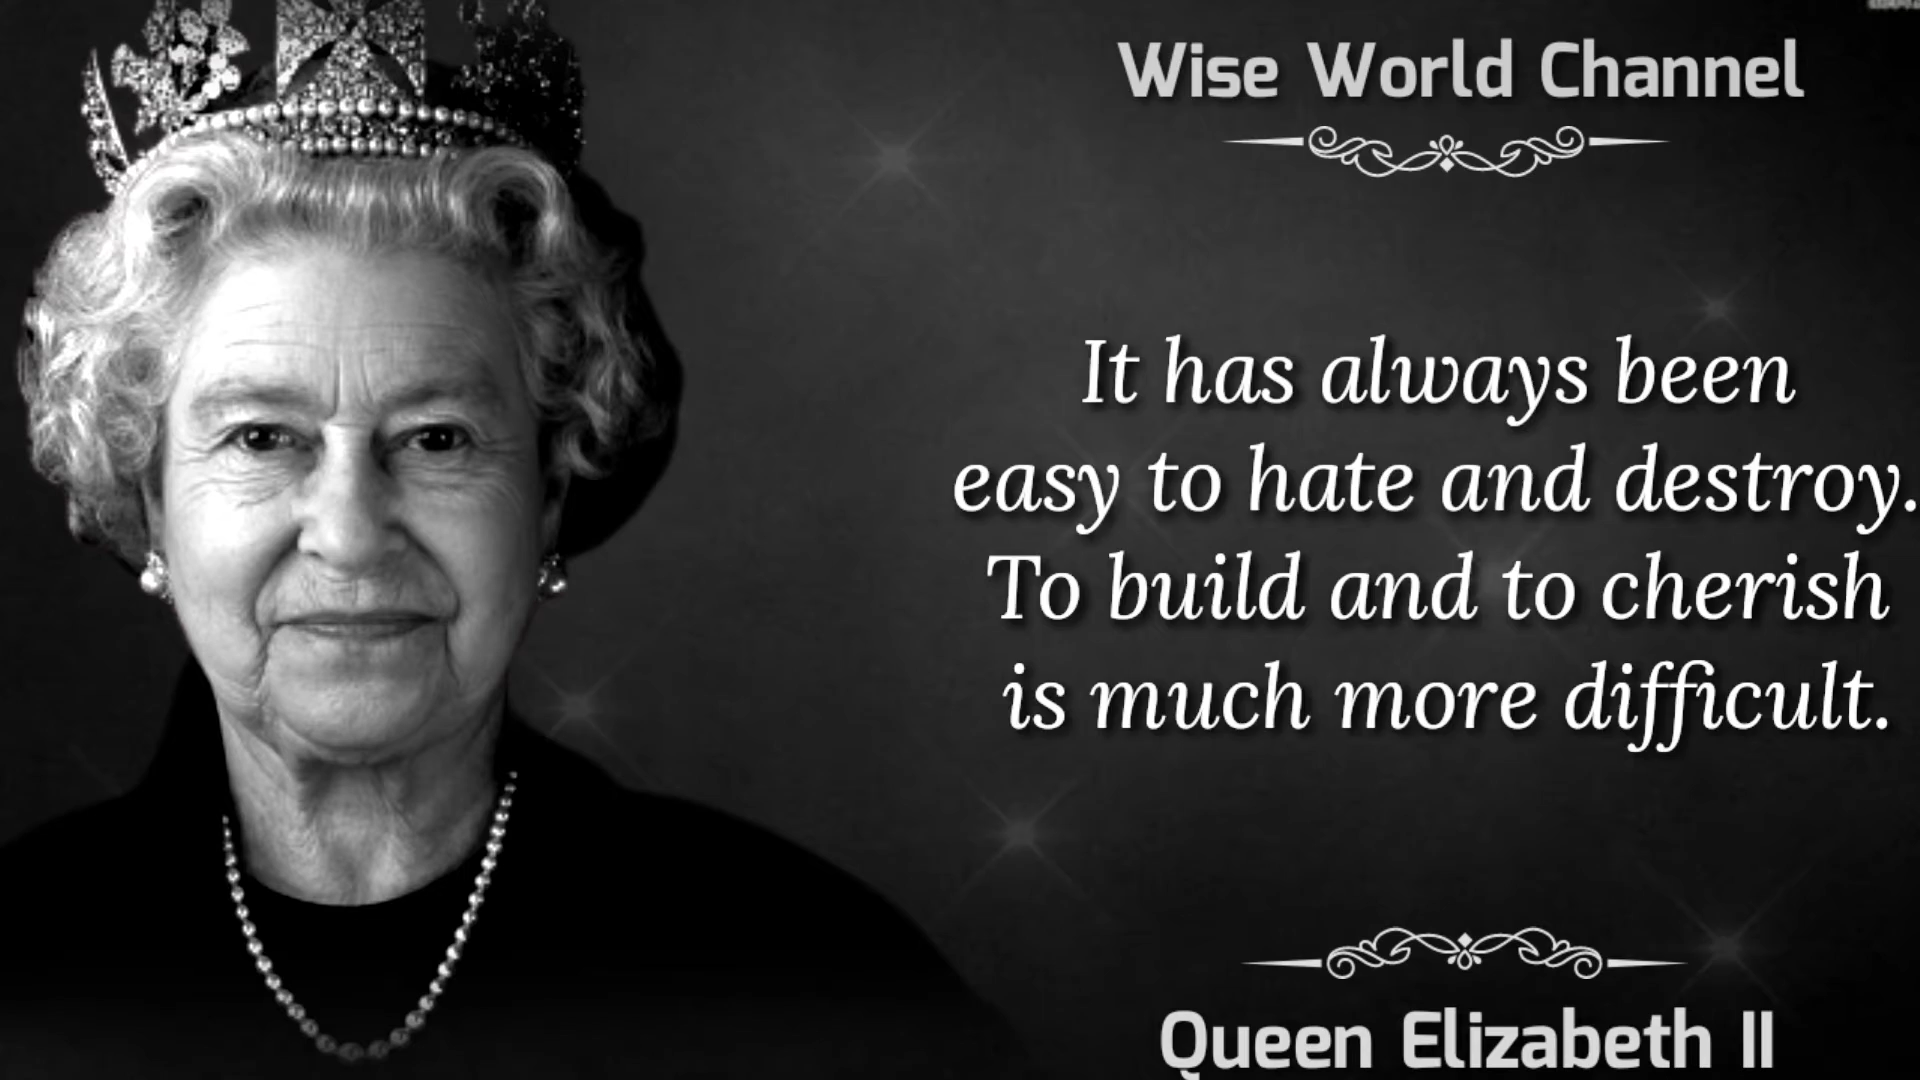 Wise World Channel
It has always been
easy to hate and destroy.
To build and to cherish
is much more difficult.
Queen Elizabeth II